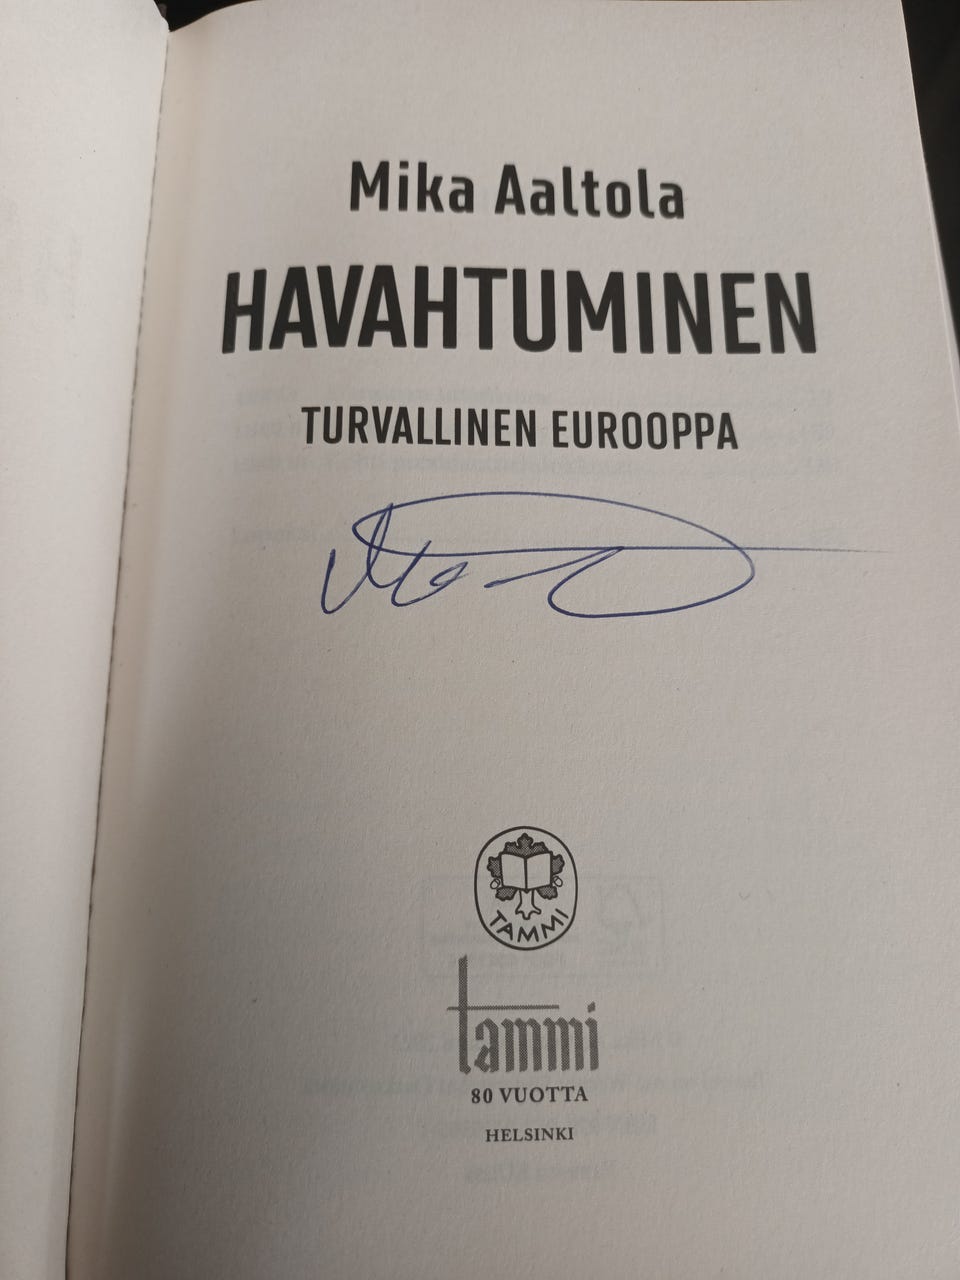 Mika Aaltola
HAVAHTUMINEN
TURVALLINEN EUROOPPA
TAMMI
tammi
80 VUOTTA
HELSINKI